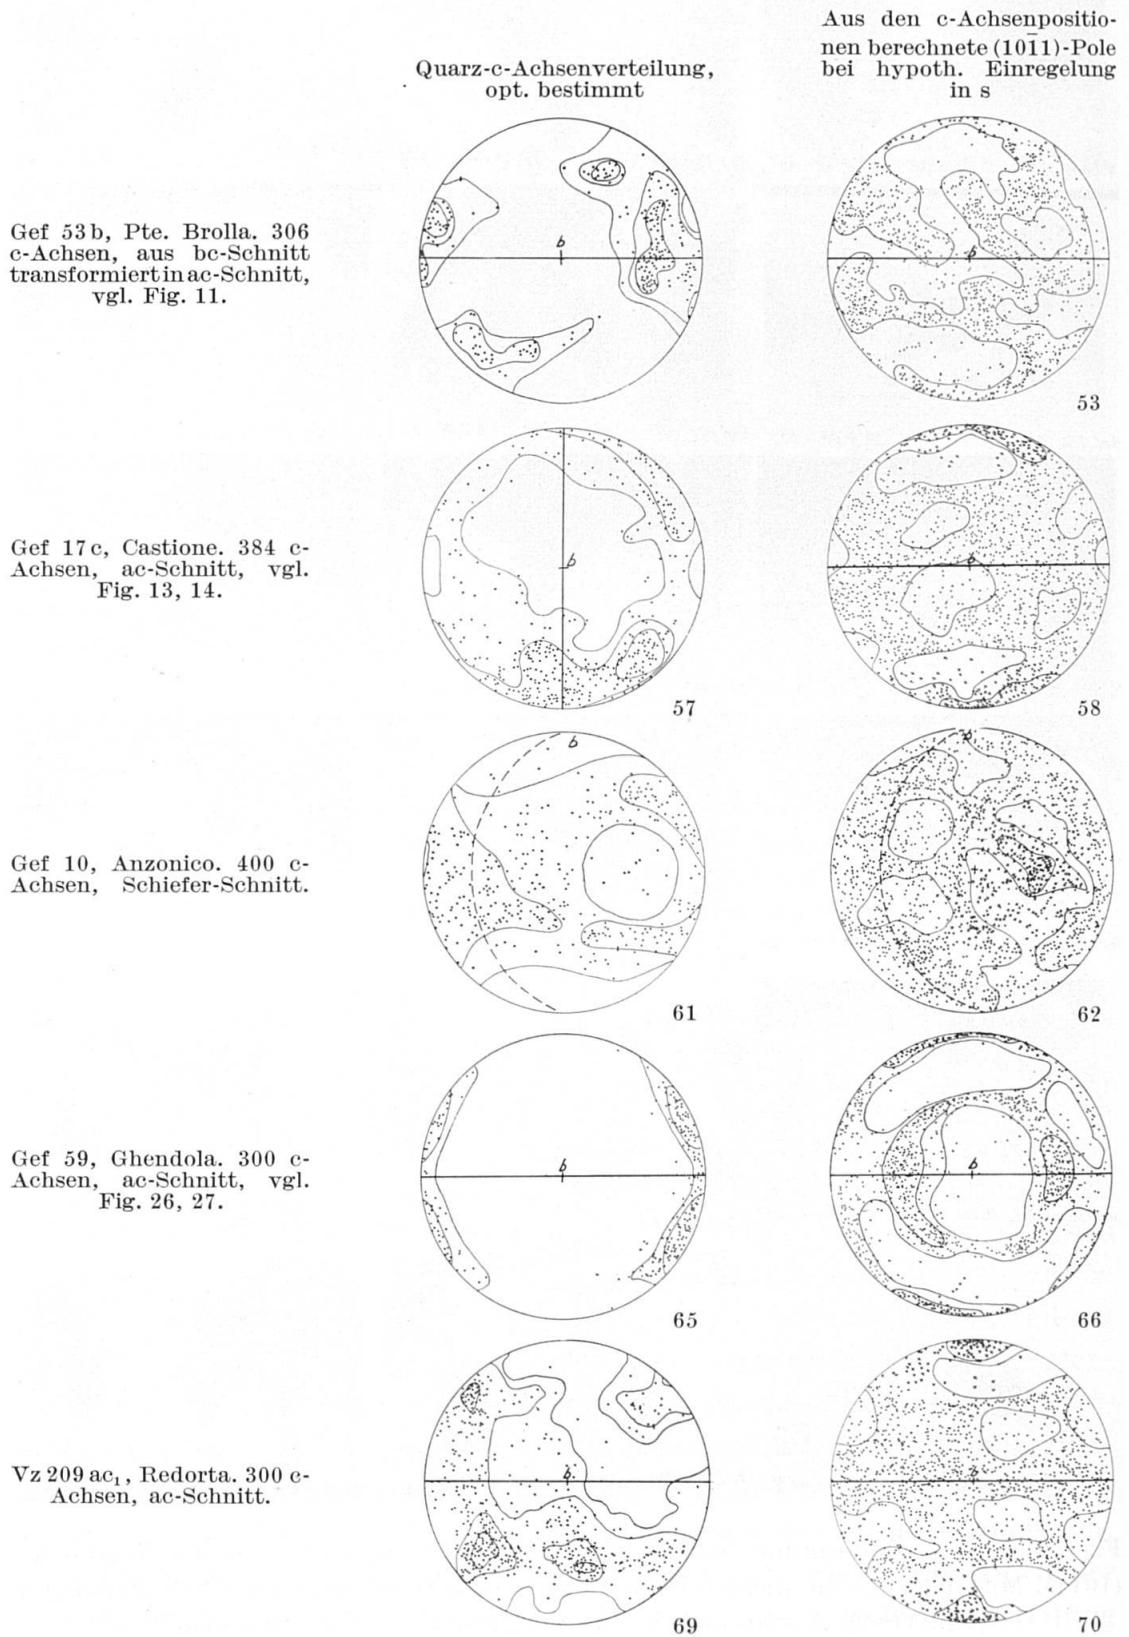 Quarz-c-Achsenverteilung,
opt. bestimmt
Aus den c-Achsenpositio-
nen berechnete (101̄1)-Pole
bei hypoth. Einregelung
in s
Gef 53 b, Pte. Brolla. 306
c-Achsen, aus bc-Schnitt
transformiert in ac-Schnitt,
vgl. Fig. 11.
b
b
53
Gef 17 c, Castione. 384 c-
Achsen, ac-Schnitt, vgl.
Fig. 13, 14.
b
57
b
58
Gef 10, Anzonico. 400 c-
Achsen, Schiefer-Schnitt.
b
61
b
62
Gef 59, Ghendola. 300 c-
Achsen, ac-Schnitt, vgl.
Fig. 26, 27.
b
65
b
66
Vz 209 ac₁, Redorta. 300 c-
Achsen, ac-Schnitt.
b
69
b
70